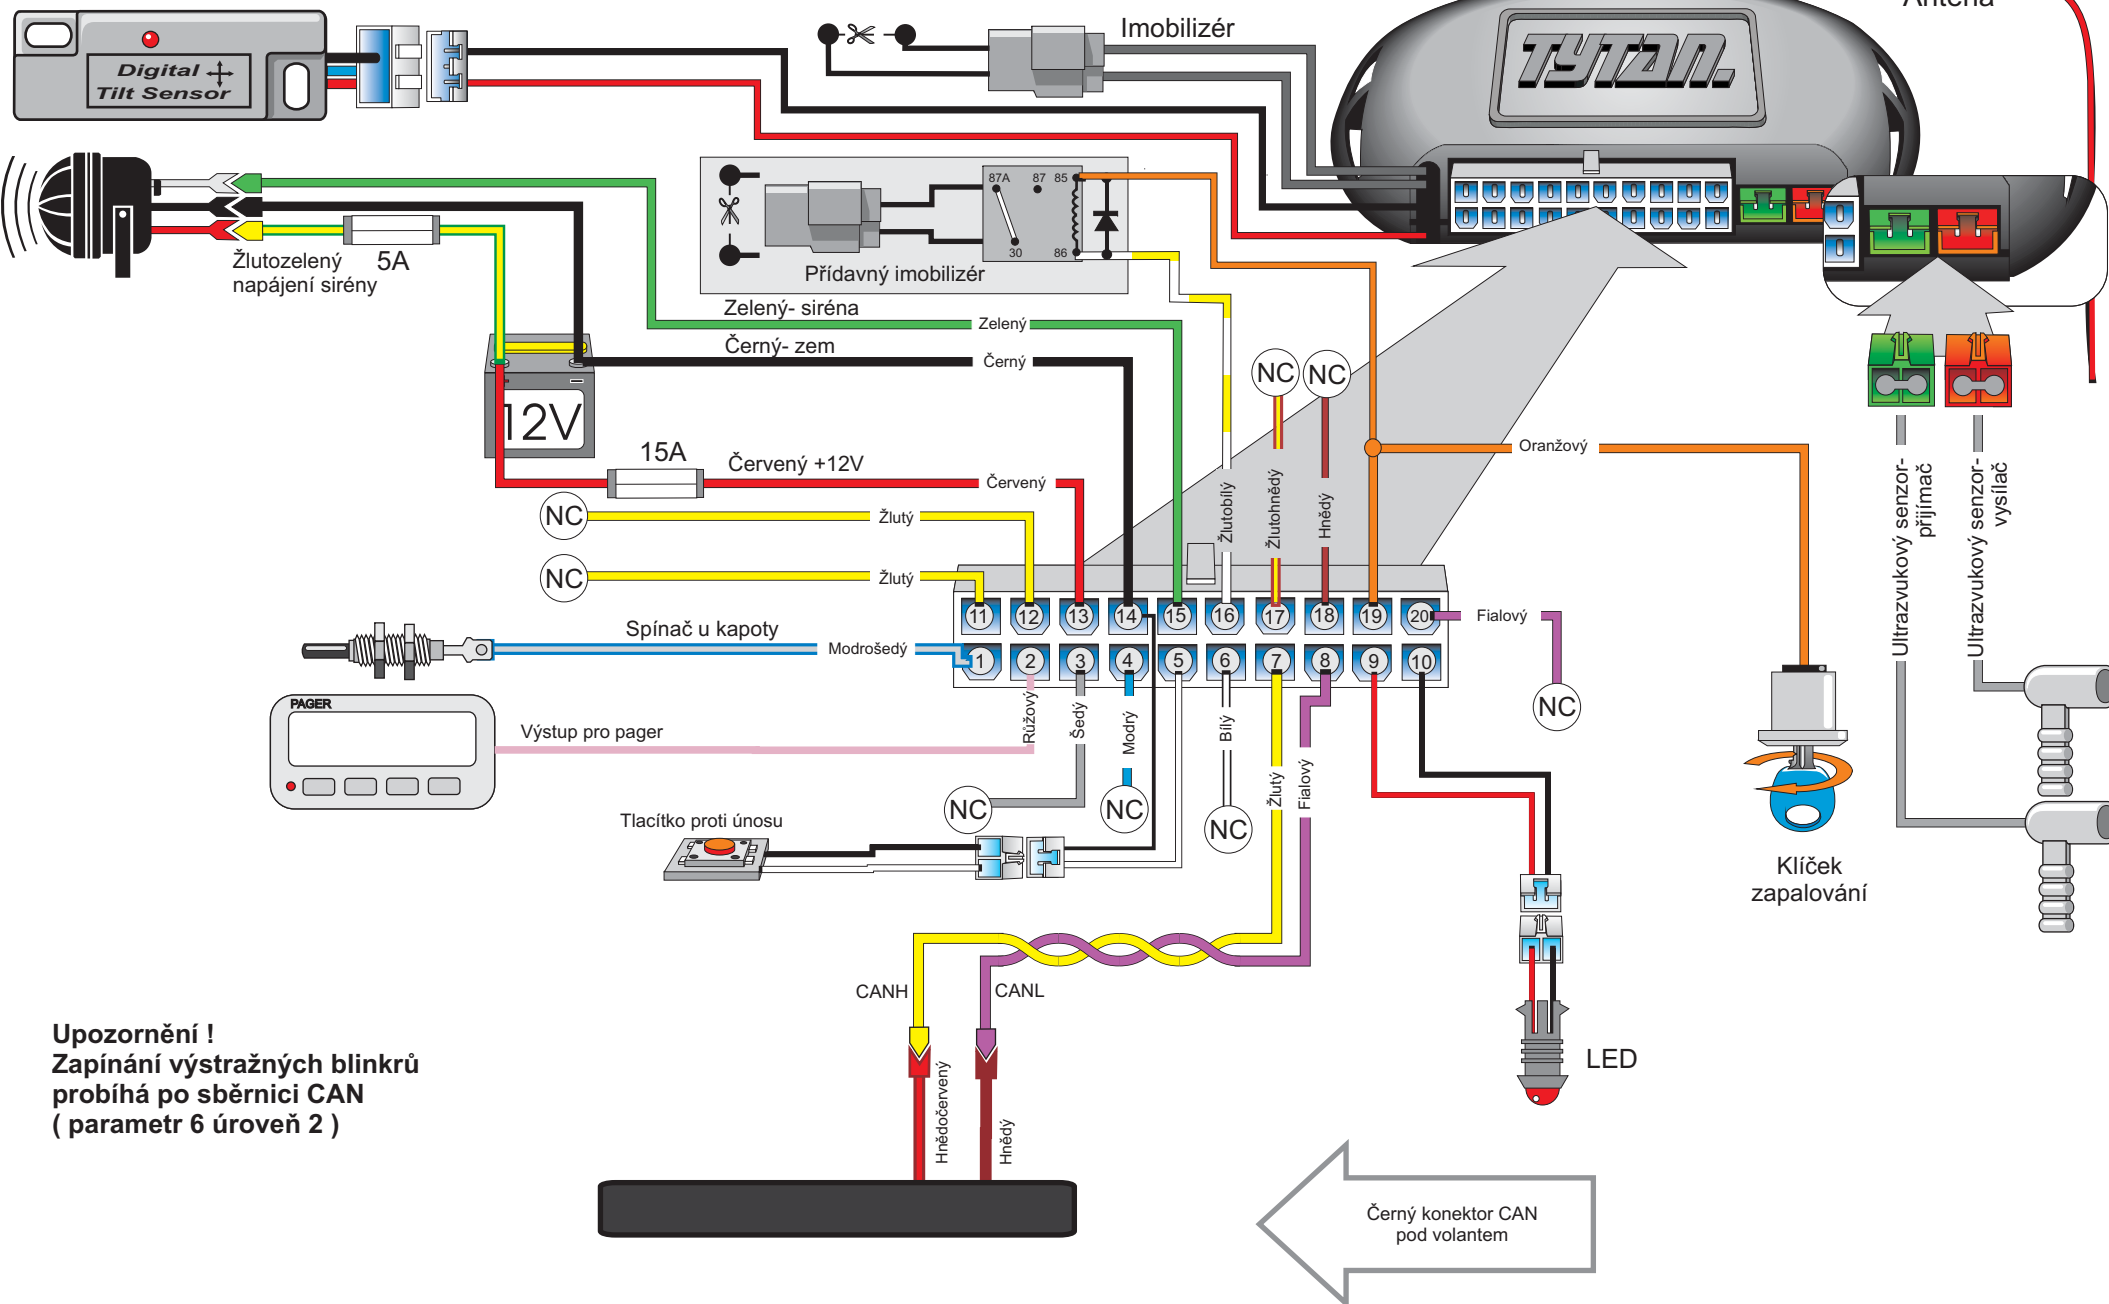 Digital
Tilt Sensor
Imobilizér
Anténa
TYTAN.
Žlutozelený
napájení sirény
5A
87A
87
85
30
86
Přídavný imobilizér
Zelený- siréna
Zelený
Černý- zem
Černý
12V
15A
Červený +12V
Červený
NC
Žlutý
NC
Žlutý
Žlutobílý
NC
Žlutohnědý
NC
Hnědý
Oranžový
Ultrazvukový senzor-
přijímač
Ultrazvukový senzor-
vysílač
11
12
13
14
15
16
17
18
19
20
1
2
3
4
5
6
7
8
9
10
Fialový
NC
Spínač u kapoty
Modrošedý
PAGER
Výstup pro pager
Růžový
Šedý
NC
Modrý
NC
Bílý
NC
Žlutý
Fialový
Tlacítko proti únosu
Klíček
zapalování
CANH
CANL
Hnědočervený
Hnědý
LED
Upozornění !
Zapínání výstražných blinkrů
probíhá po sběrnici CAN
( parametr 6 úroveň 2 )
Černý konektor CAN
pod volantem